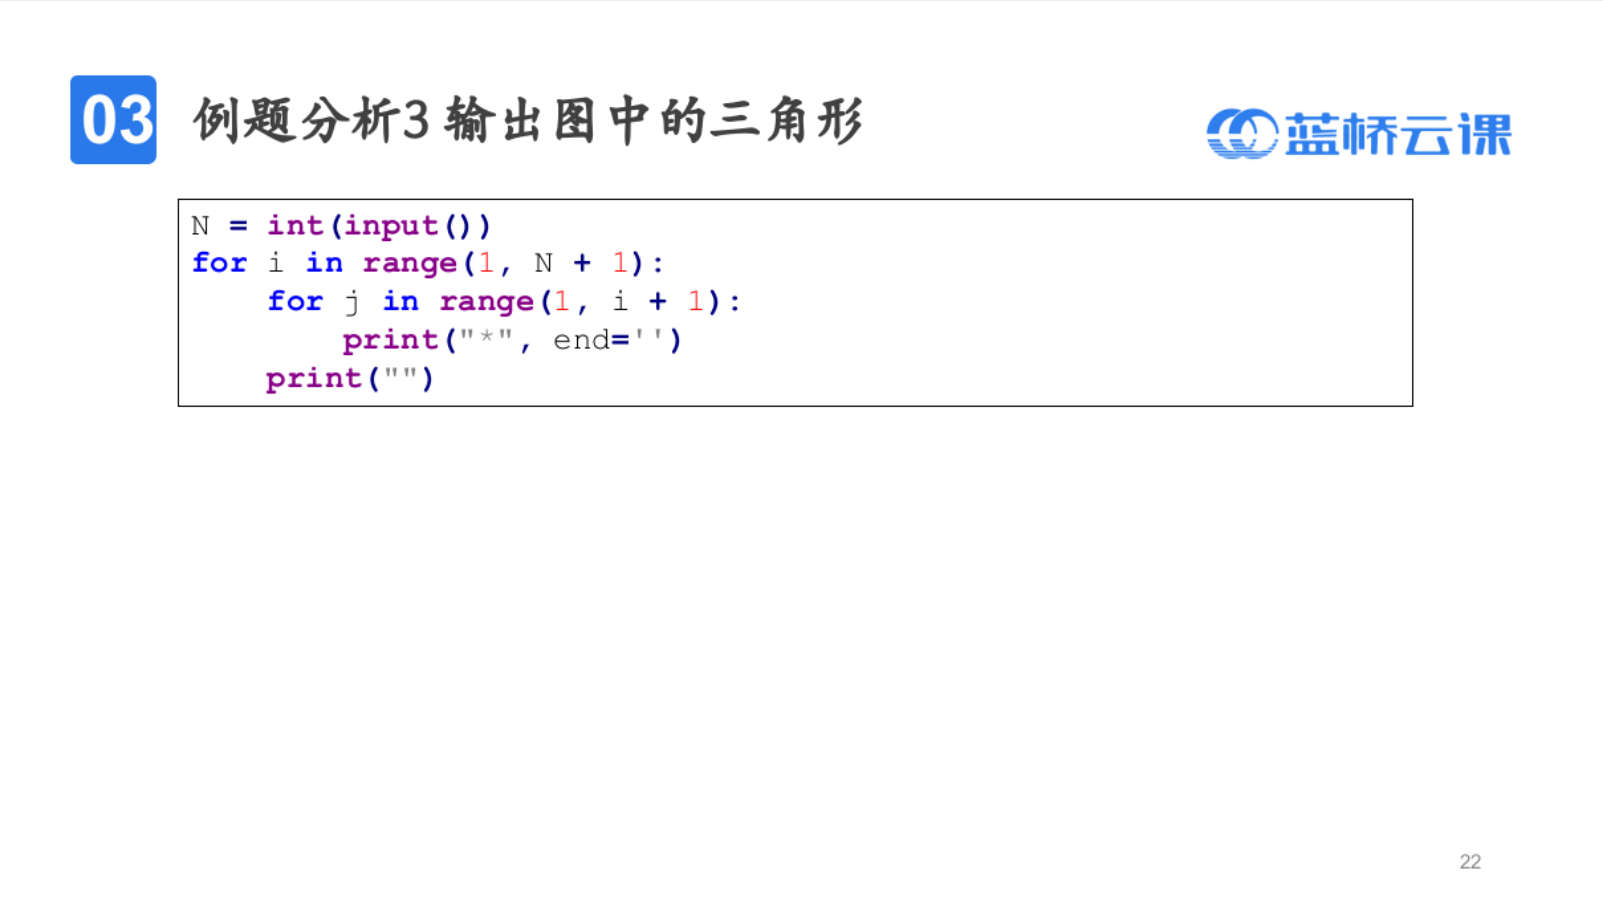 03 例题分析3 输出图中的三角形
蓝桥云课
N = int(input())
for i in range(1, N + 1):
    for j in range(1, i + 1):
        print("*", end='')
    print("")
22